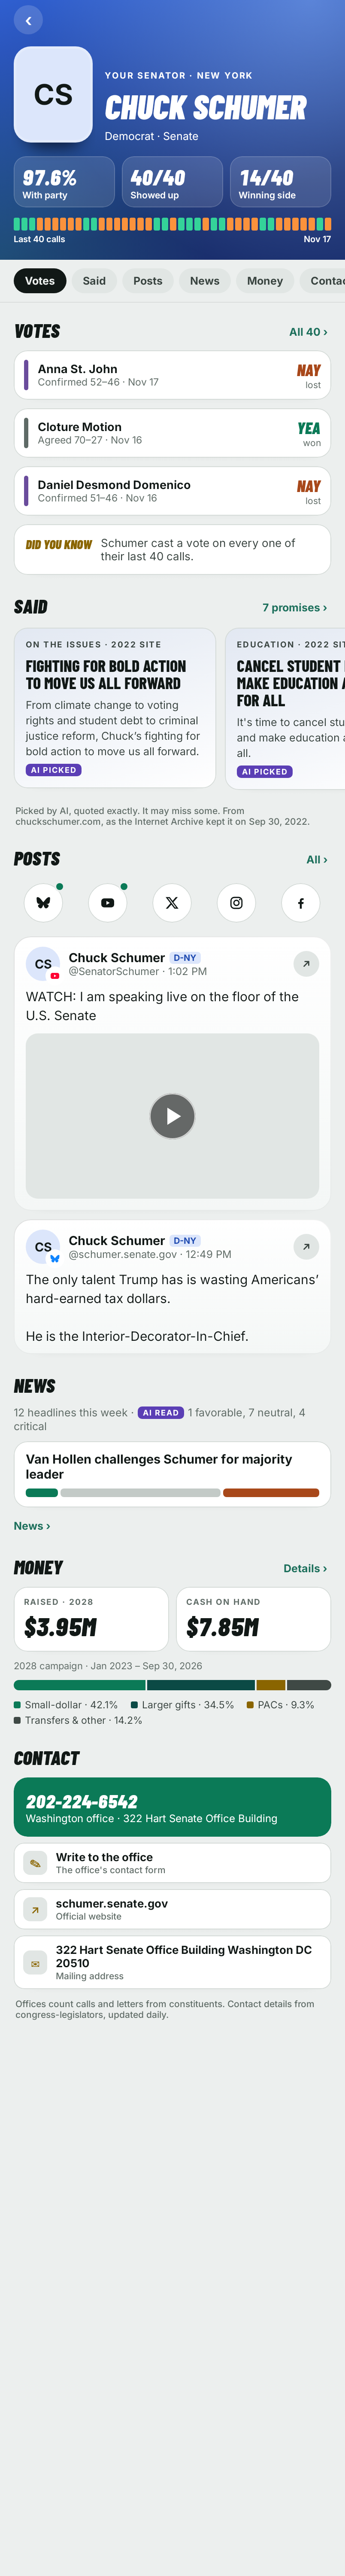 ‹
CS
YOUR SENATOR · NEW YORK
CHUCK SCHUMER
Democrat · Senate
97.6%
With party
40/40
Showed up
14/40
Winning side
Last 40 calls
Nov 17
Votes
Said
Posts
News
Money
Contac
VOTES
All 40 ›
Anna St. John
Confirmed 52–46 · Nov 17
NAY
lost
Cloture Motion
Agreed 70–27 · Nov 16
YEA
won
Daniel Desmond Domenico
Confirmed 51–46 · Nov 16
NAY
lost
DID YOU KNOW
Schumer cast a vote on every one of
their last 40 calls.
SAID
7 promises ›
ON THE ISSUES · 2022 SITE
FIGHTING FOR BOLD ACTION
TO MOVE US ALL FORWARD
From climate change to voting
rights and student debt to criminal
justice reform, Chuck’s fighting for
bold action to move us all forward.
AI PICKED
EDUCATION · 2022 SIT
CANCEL STUDENT
MAKE EDUCATION A
FOR ALL
It's time to cancel stu
and make education a
all.
AI PICKED
Picked by AI, quoted exactly. It may miss some. From
chuckschumer.com, as the Internet Archive kept it on Sep 30, 2022.
POSTS
All ›
CS
Chuck Schumer D-NY
@SenatorSchumer · 1:02 PM
WATCH: I am speaking live on the floor of the
U.S. Senate
CS
Chuck Schumer D-NY
@schumer.senate.gov · 12:49 PM
The only talent Trump has is wasting Americans’
hard-earned tax dollars.
He is the Interior-Decorator-In-Chief.
NEWS
12 headlines this week · AI READ 1 favorable, 7 neutral, 4
critical
Van Hollen challenges Schumer for majority
leader
News ›
MONEY
Details ›
RAISED · 2028
$3.95M
CASH ON HAND
$7.85M
2028 campaign · Jan 2023 – Sep 30, 2026
Small-dollar · 42.1%
Larger gifts · 34.5%
PACs · 9.3%
Transfers & other · 14.2%
CONTACT
202-224-6542
Washington office · 322 Hart Senate Office Building
Write to the office
The office's contact form
schumer.senate.gov
Official website
322 Hart Senate Office Building Washington DC
20510
Mailing address
Offices count calls and letters from constituents. Contact details from
congress-legislators, updated daily.